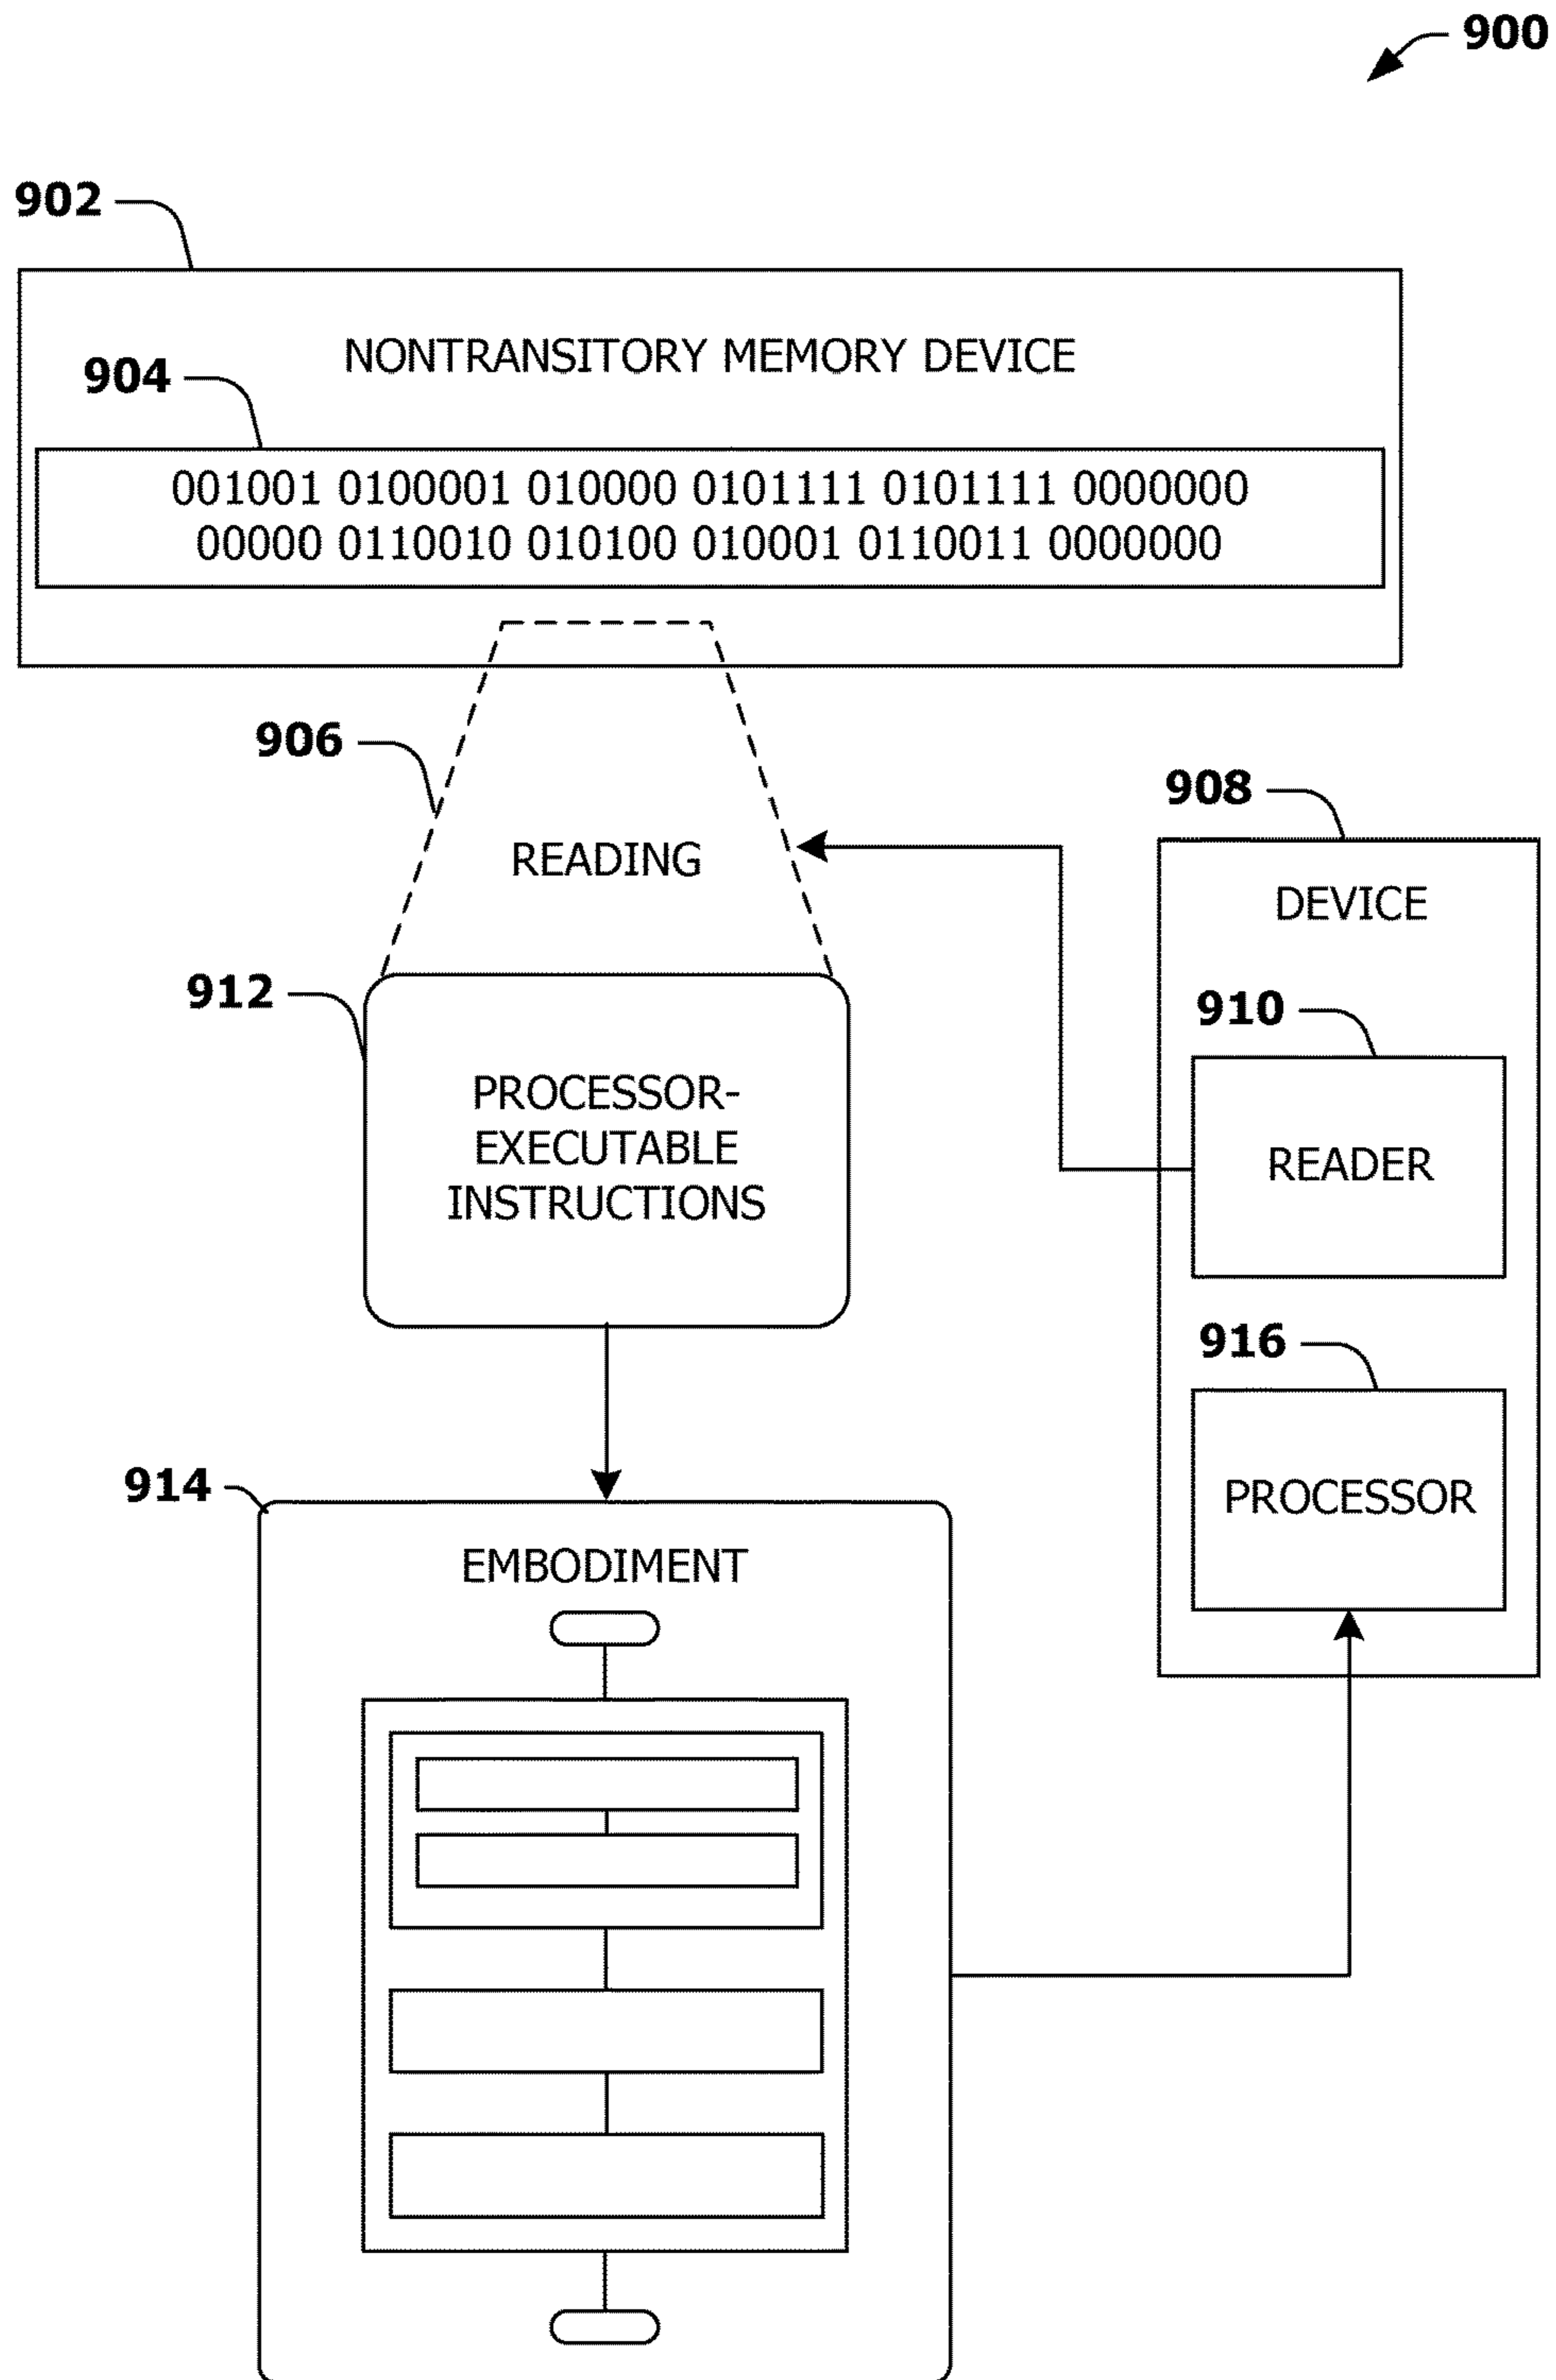 900
902
NONTRANSITORY MEMORY DEVICE
904
001001 0100001 010000 0101111 0101111 0000000
00000 0110010 010100 010001 0110011 0000000
906
READING
908
DEVICE
910
READER
912
PROCESSOR-
EXECUTABLE
INSTRUCTIONS
916
PROCESSOR
914
EMBODIMENT